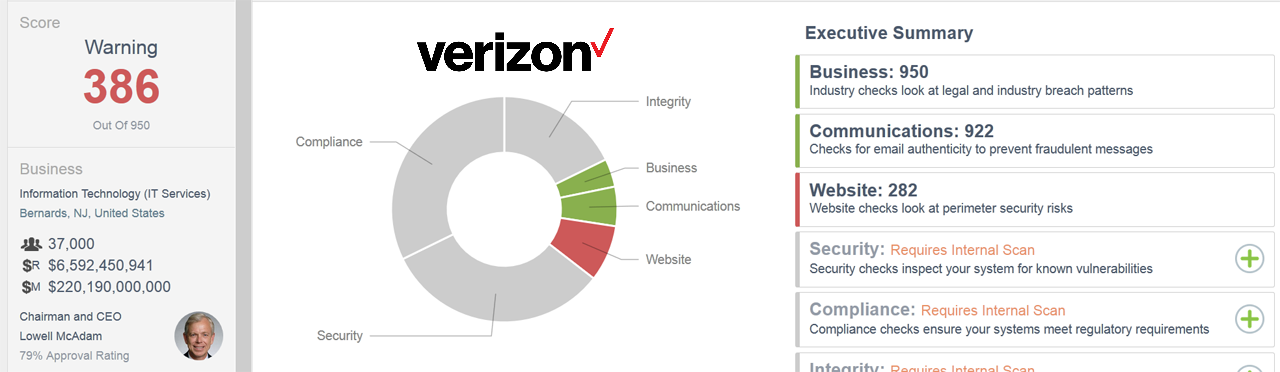 Score
Warning
386
Out Of 950
Business
Information Technology (IT Services)
Bernards, NJ, United States
37,000
$R $6,592,450,941
$M $220,190,000,000
Chairman and CEO
Lowell McAdam
79% Approval Rating
verizon
Integrity
Compliance
Business
Communications
Website
Security
Executive Summary
Business: 950
Industry checks look at legal and industry breach patterns
Communications: 922
Checks for email authenticity to prevent fraudulent messages
Website: 282
Website checks look at perimeter security risks
Security: Requires Internal Scan
Security checks inspect your system for known vulnerabilities
Compliance: Requires Internal Scan
Compliance checks ensure your systems meet regulatory requirements
Integrity: Requires Internal Scan